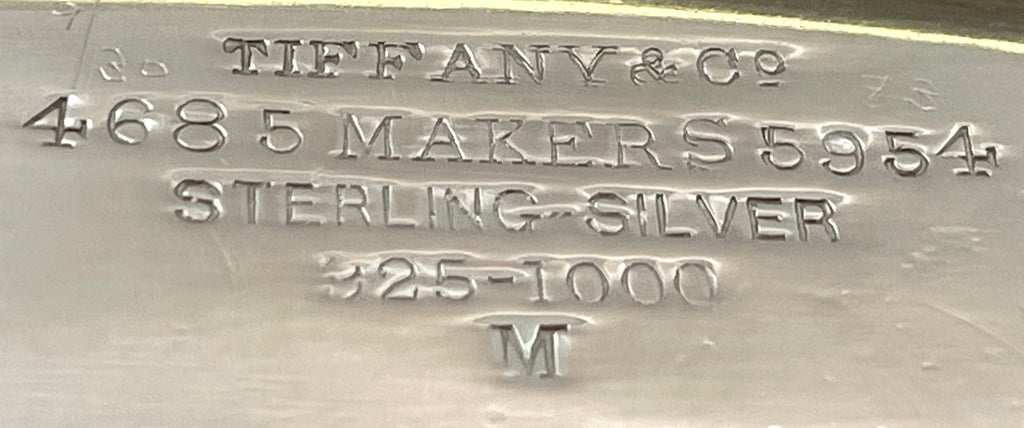 TIFFANY & Cº
4685 MAKERS 5954
STERLING-SILVER
925-1000
M